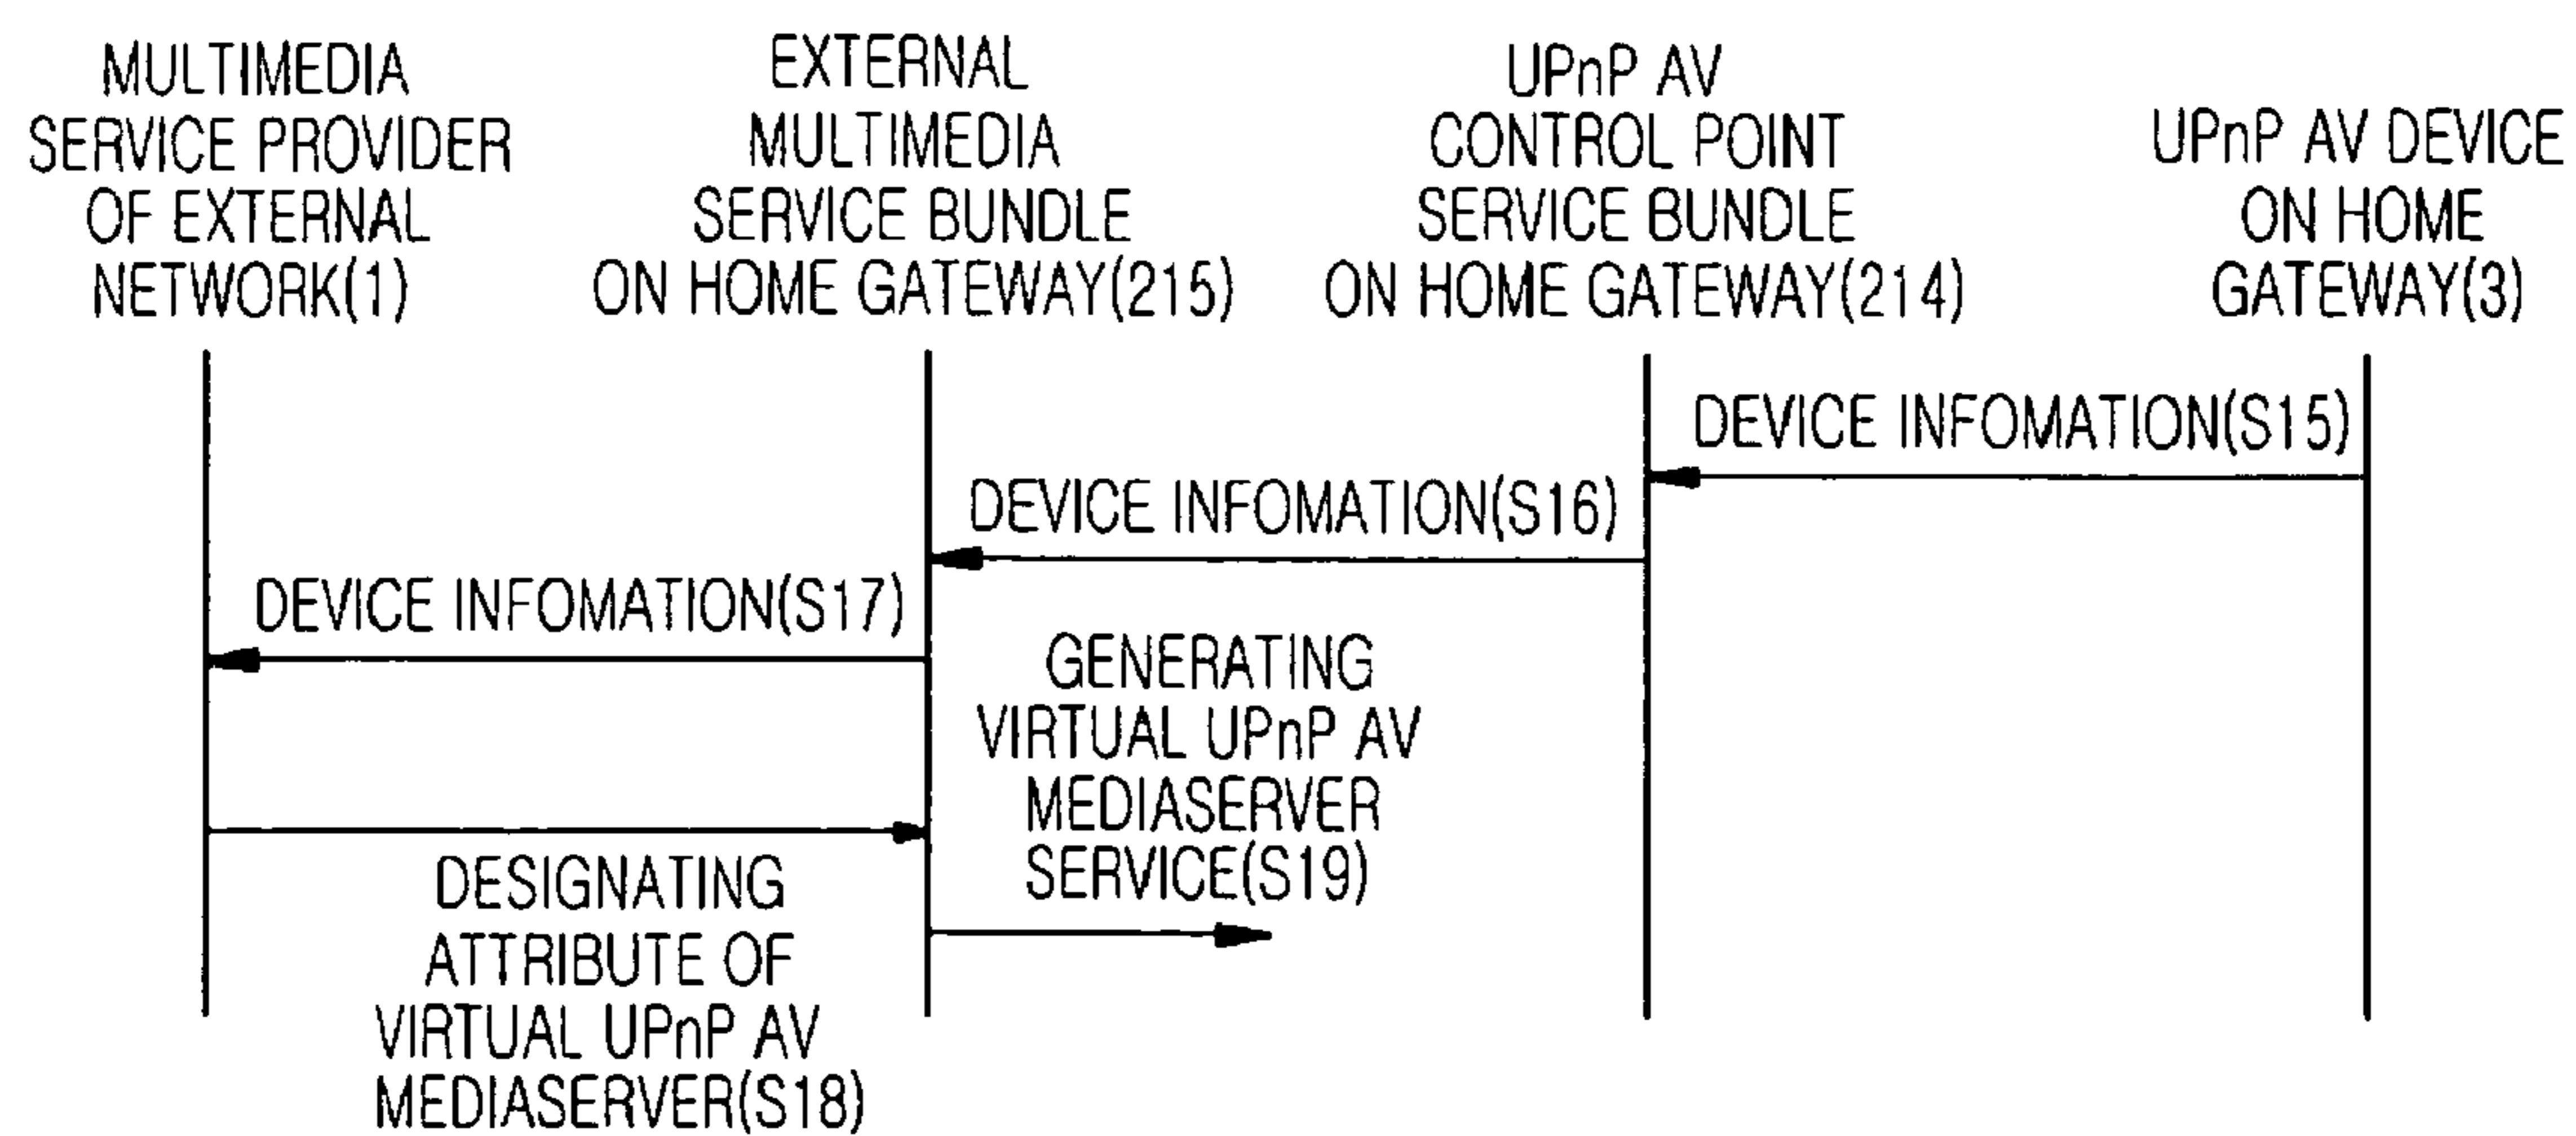 MULTIMEDIA
SERVICE PROVIDER
OF EXTERNAL
NETWORK(1)
EXTERNAL
MULTIMEDIA
SERVICE BUNDLE
ON HOME GATEWAY(215)
UPnP AV
CONTROL POINT
SERVICE BUNDLE
ON HOME GATEWAY(214)
UPnP AV DEVICE
ON HOME
GATEWAY(3)
DEVICE INFOMATION(S15)
DEVICE INFOMATION(S16)
DEVICE INFOMATION(S17)
DESIGNATING
ATTRIBUTE OF
VIRTUAL UPnP AV
MEDIASERVER(S18)
GENERATING
VIRTUAL UPnP AV
MEDIASERVER
SERVICE(S19)